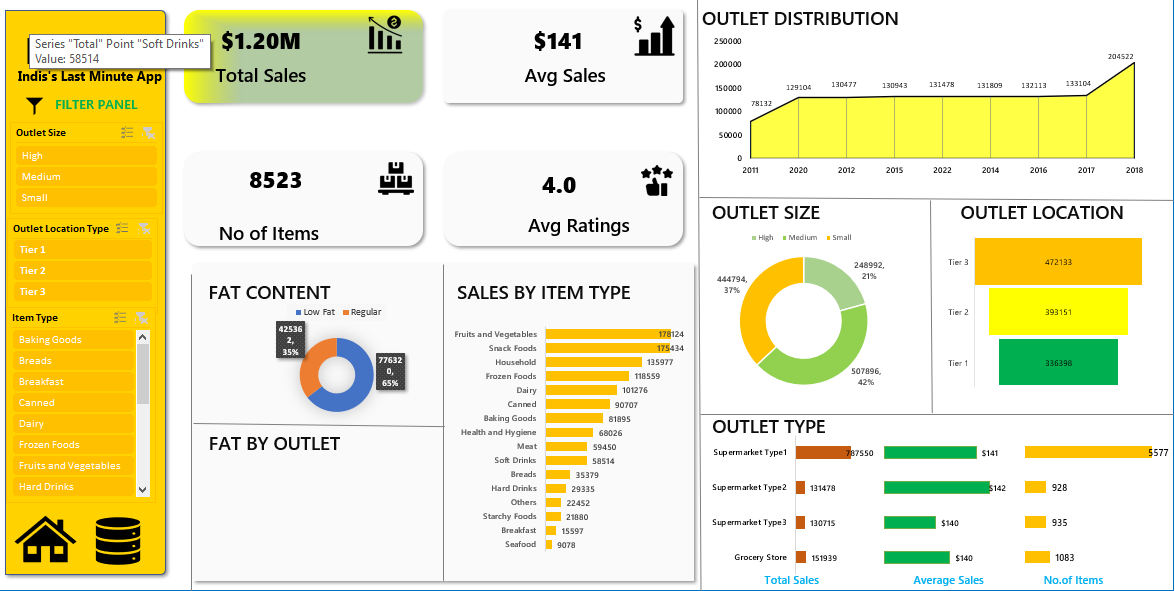 Series "Total" Point "Soft Drinks"
Value: 58514
Indis's Last Minute App
FILTER PANEL
Outlet Size
High
Medium
Small
Outlet Location Type
Tier 1
Tier 2
Tier 3
Item Type
Baking Goods
Breads
Breakfast
Canned
Dairy
Frozen Foods
Fruits and Vegetables
Hard Drinks
$1.20M
Total Sales
$
$141
Avg Sales
8523
No of Items
4.0
Avg Ratings
FAT CONTENT
Low Fat Regular
42536
2,
35%
77632
0,
65%
FAT BY OUTLET
SALES BY ITEM TYPE
Fruits and Vegetables 178124
Snack Foods 175434
Household 135977
Frozen Foods 118559
Dairy 101276
Canned 90707
Baking Goods 81895
Health and Hygiene 68026
Meat 59450
Soft Drinks 58514
Breads 35379
Hard Drinks 29335
Others 22452
Starchy Foods 21880
Breakfast 15597
Seafood 9078
OUTLET DISTRIBUTION
250000
200000
150000
100000
50000
0
78132 129104 130477 130943 131478 131809 132113 133104 204522
2011 2020 2012 2015 2022 2014 2016 2017 2018
OUTLET SIZE
High Medium Small
248992,
21%
444794,
37%
507896,
42%
OUTLET LOCATION
Tier 3 472133
Tier 2 393151
Tier 1 336398
OUTLET TYPE
Supermarket Type1 787550 $141 5577
Supermarket Type2 131478 $142 928
Supermarket Type3 130715 $140 935
Grocery Store 151939 $140 1083
Total Sales Average Sales No.of Items